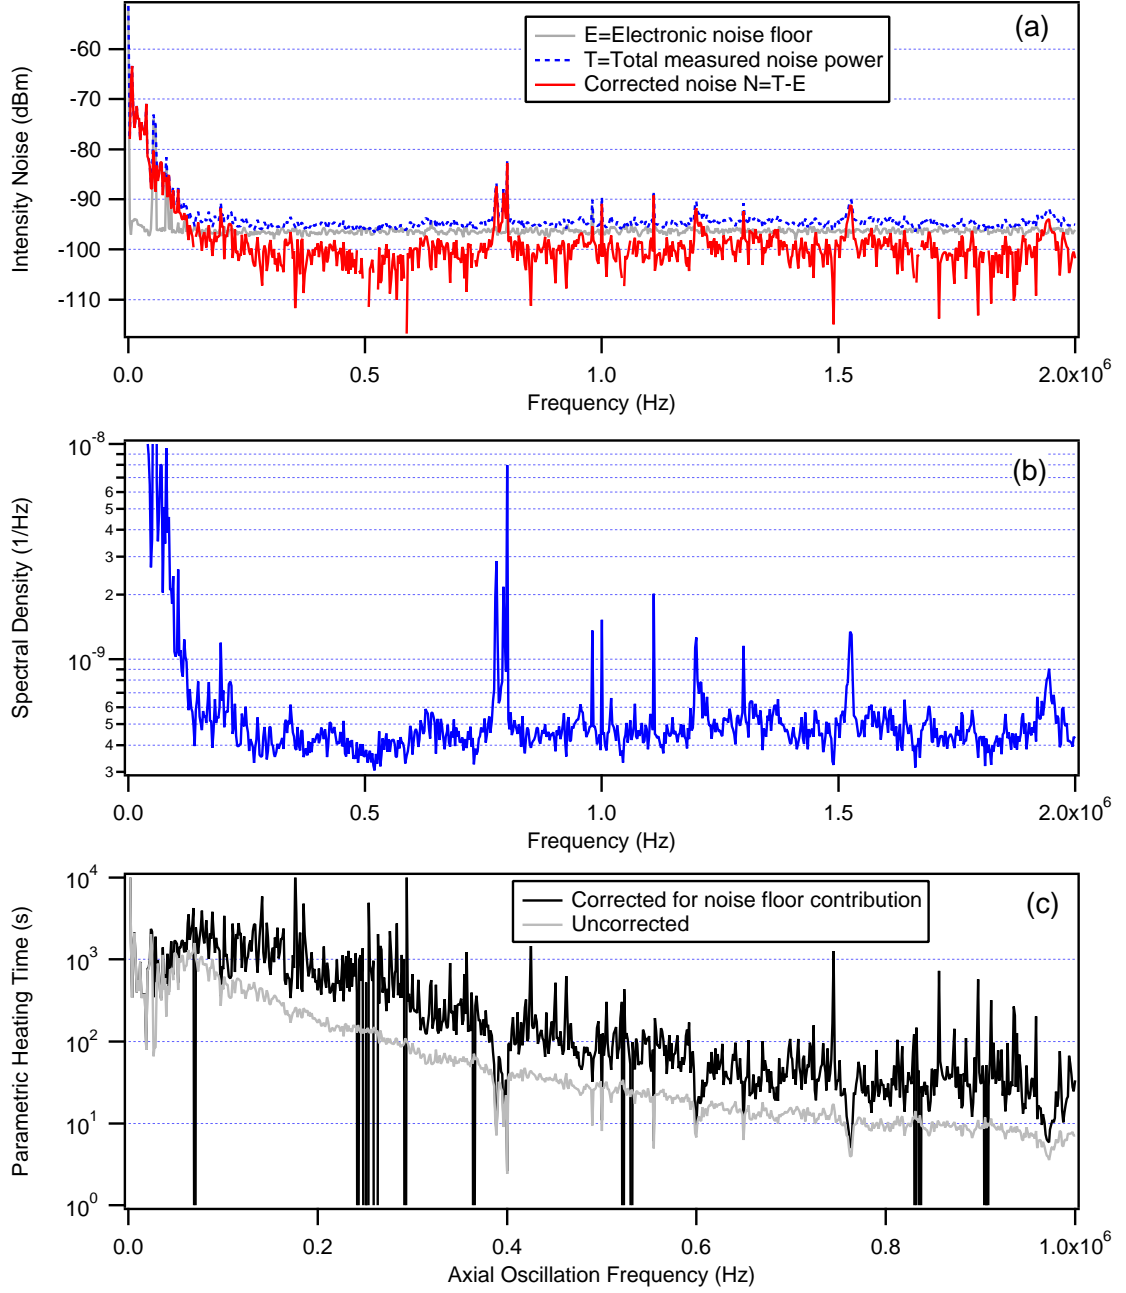 (a)
E=Electronic noise floor
T=Total measured noise power
Corrected noise N=T-E
Intensity Noise (dBm)
-60
-70
-80
-90
-100
-110
0.0 0.5 1.0 1.5 2.0x10^6
Frequency (Hz)
(b)
Spectral Density (1/Hz)
10^-8
6
5
4
3
2
10^-9
6
5
4
3
0.0 0.5 1.0 1.5 2.0x10^6
Frequency (Hz)
(c)
Corrected for noise floor contribution
Uncorrected
Parametric Heating Time (s)
10^4
10^3
10^2
10^1
10^0
0.0 0.2 0.4 0.6 0.8 1.0x10^6
Axial Oscillation Frequency (Hz)